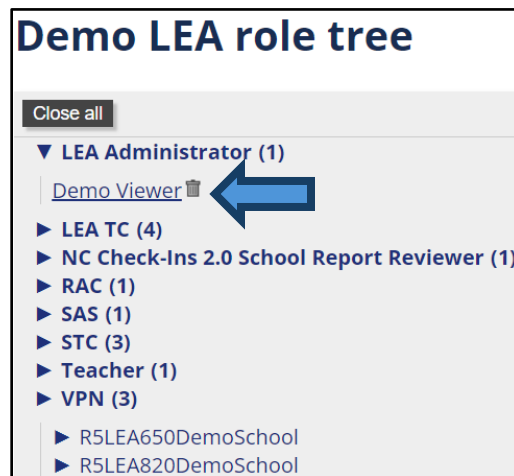 Demo LEA role tree
Close all
▼ LEA Administrator (1)
Demo Viewer
► LEA TC (4)
► NC Check-Ins 2.0 School Report Reviewer (1)
► RAC (1)
► SAS (1)
► STC (3)
► Teacher (1)
► VPN (3)
► R5LEA650DemoSchool
► R5LEA820DemoSchool